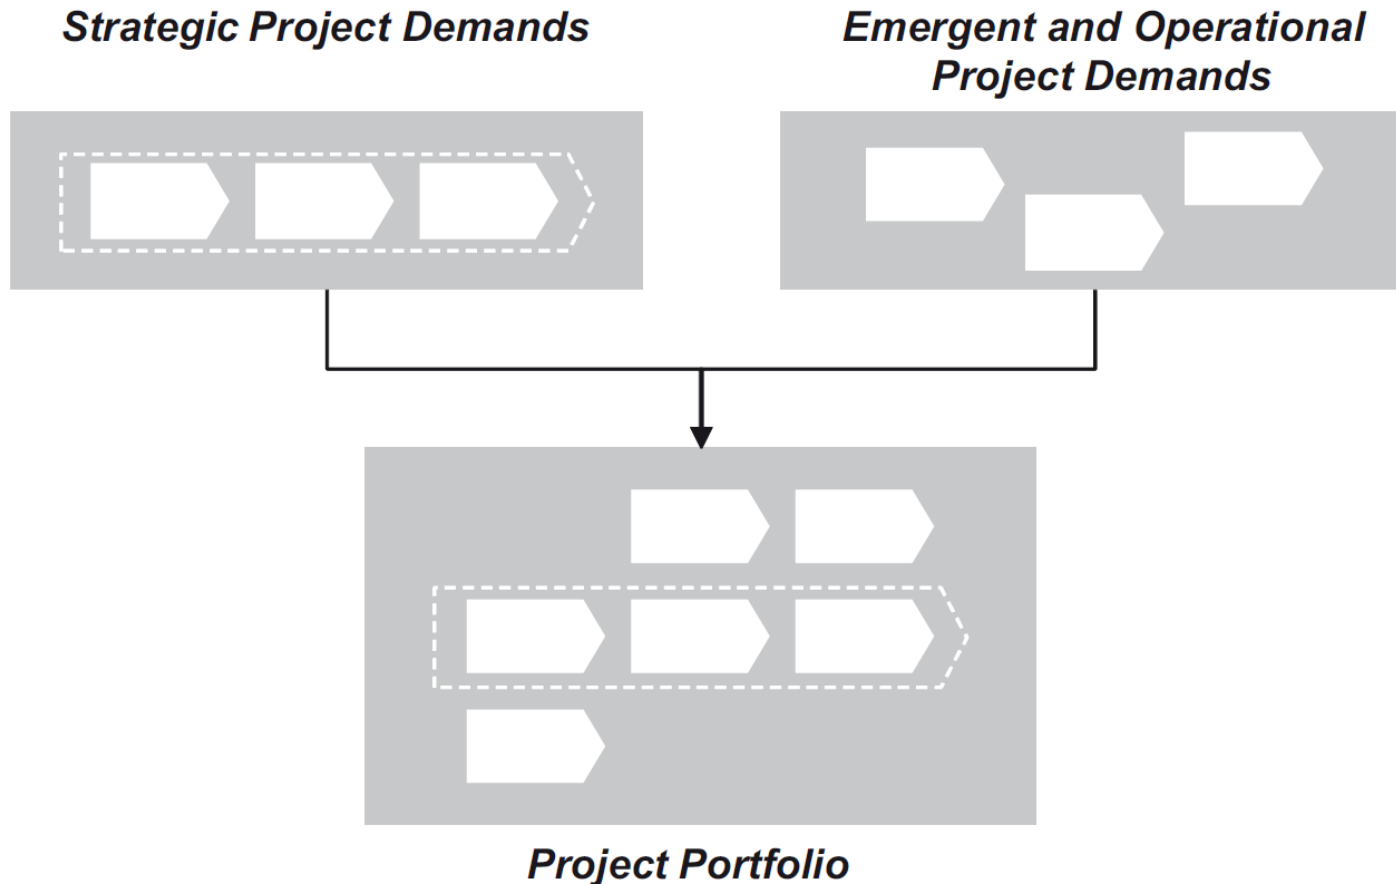 Strategic Project Demands
Emergent and Operational
Project Demands
Project Portfolio